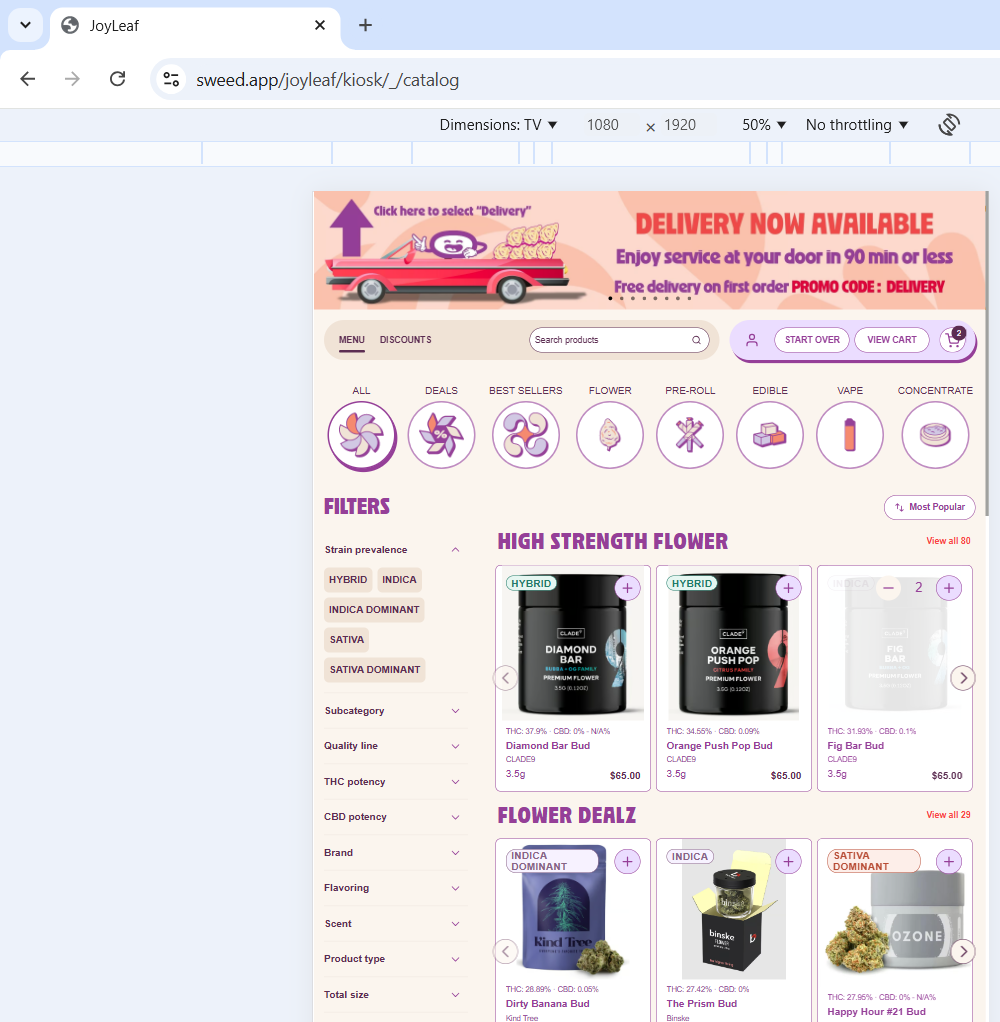 JoyLeaf
sweed.app/joyleaf/kiosk/_/catalog
Dimensions: TV 1080 × 1920 50% No throttling
Click here to select "Delivery"
DELIVERY NOW AVAILABLE
Enjoy service at your door in 90 min or less
Free delivery on first order PROMO CODE: DELIVERY
MENU DISCOUNTS Search products START OVER VIEW CART 2
ALL DEALS BEST SELLERS FLOWER PRE-ROLL EDIBLE VAPE CONCENTRATE
FILTERS
Most Popular
Strain prevalence
HYBRID INDICA
INDICA DOMINANT
SATIVA
SATIVA DOMINANT
Subcategory
Quality line
THC potency
CBD potency
Brand
Flavoring
Scent
Product type
Total size
HIGH STRENGTH FLOWER View all 80
HYBRID
CLADE9
DIAMOND
BAR
BUBBA + OG FAMILY
PREMIUM FLOWER
3.5G (0.12OZ)
9
THC: 37.9% · CBD: 0% - N/A%
Diamond Bar Bud
CLADE9
3.5g $65.00
HYBRID
CLADE9
ORANGE
PUSH POP
CITRUS FAMILY
PREMIUM FLOWER
3.5G (0.12OZ)
9
THC: 34.55% · CBD: 0.09%
Orange Push Pop Bud
CLADE9
3.5g $65.00
INDICA 2
CLADE9
FIG
BAR
PREMIUM FLOWER
9
THC: 31.93% · CBD: 0.1%
Fig Bar Bud
CLADE9
3.5g $65.00
FLOWER DEALZ View all 29
INDICA
DOMINANT
Kind Tree
THC: 28.89% · CBD: 0.05%
Dirty Banana Bud
Kind Tree
INDICA
binske
binske
FLOWER
THC: 27.42% · CBD: 0%
The Prism Bud
Binske
SATIVA
DOMINANT
OZONE
THC: 27.95% · CBD: 0% - N/A%
Happy Hour #21 Bud